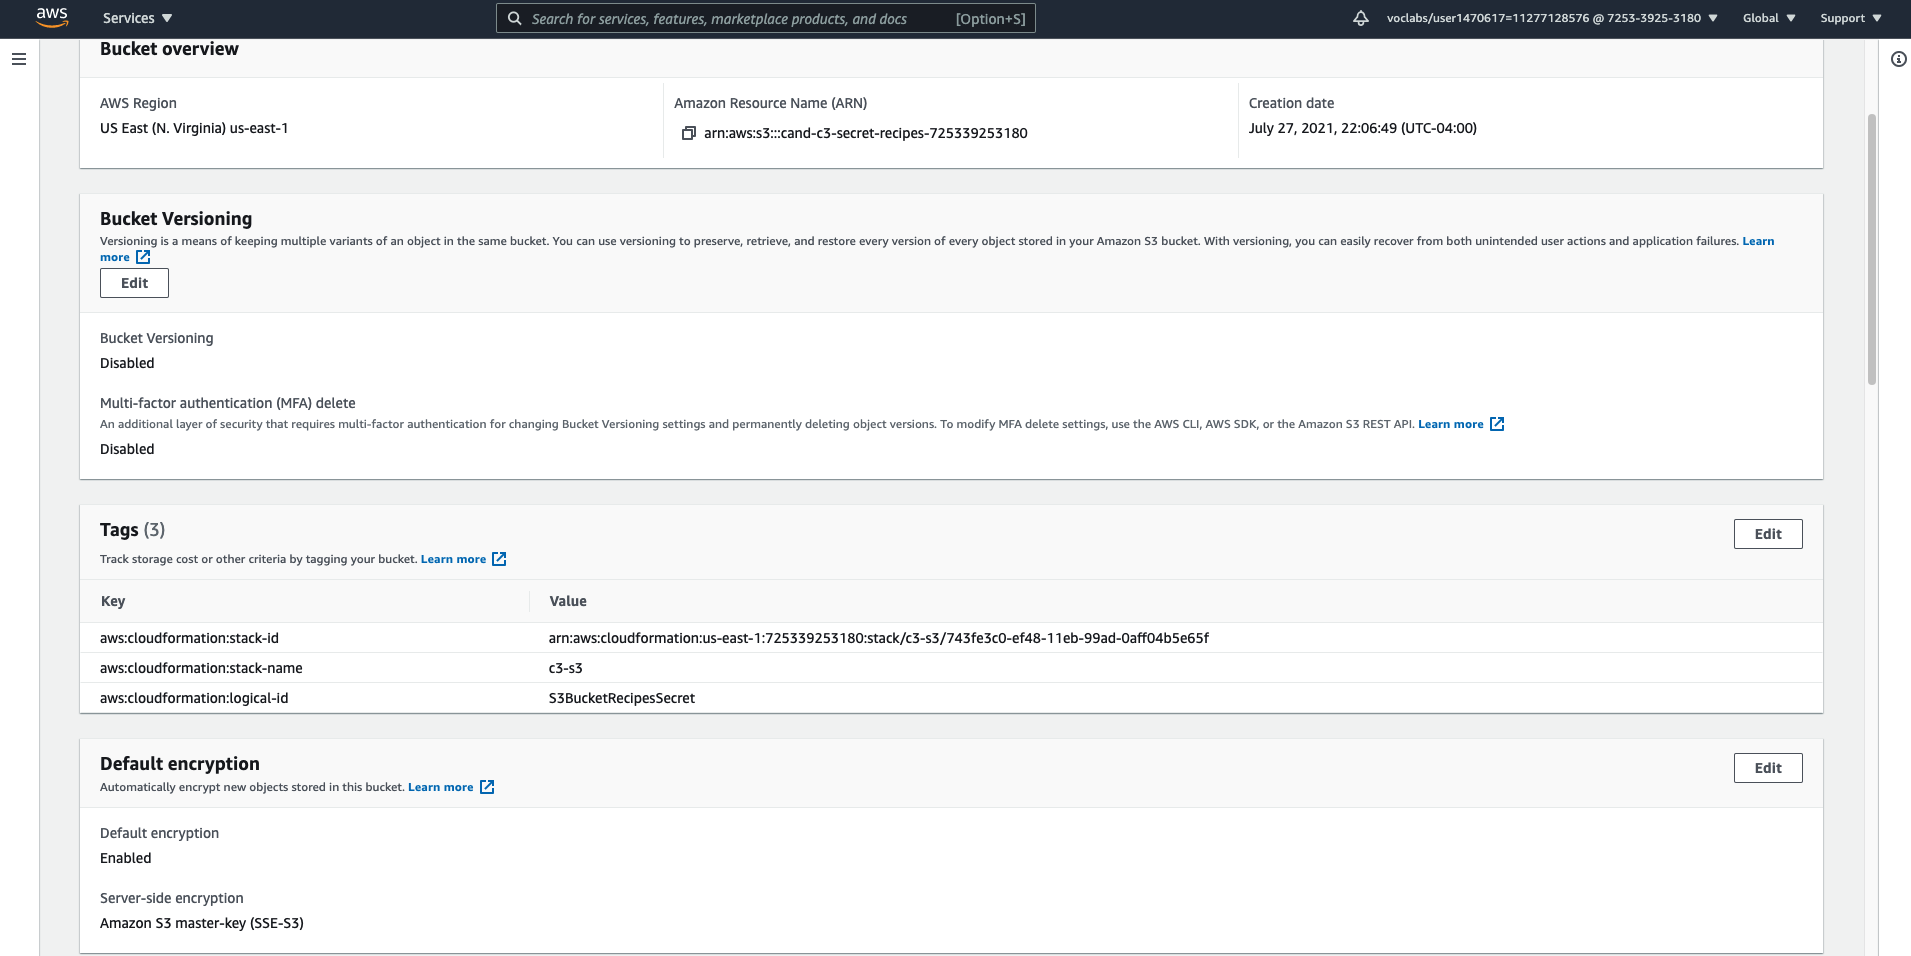 aws
Services
Search for services, features, marketplace products, and docs
[Option+S]
voclabs/user1470617=11277128576 @ 7253-3925-3180
Global
Support
Bucket overview
AWS Region
US East (N. Virginia) us-east-1
Amazon Resource Name (ARN)
arn:aws:s3:::cand-c3-secret-recipes-725339253180
Creation date
July 27, 2021, 22:06:49 (UTC-04:00)
Bucket Versioning
Versioning is a means of keeping multiple variants of an object in the same bucket. You can use versioning to preserve, retrieve, and restore every version of every object stored in your Amazon S3 bucket. With versioning, you can easily recover from both unintended user actions and application failures. Learn
more
Edit
Bucket Versioning
Disabled
Multi-factor authentication (MFA) delete
An additional layer of security that requires multi-factor authentication for changing Bucket Versioning settings and permanently deleting object versions. To modify MFA delete settings, use the AWS CLI, AWS SDK, or the Amazon S3 REST API. Learn more
Disabled
Tags (3)
Edit
Track storage cost or other criteria by tagging your bucket. Learn more
Key
Value
aws:cloudformation:stack-id
arn:aws:cloudformation:us-east-1:725339253180:stack/c3-s3/743fe3c0-ef48-11eb-99ad-0aff04b5e65f
aws:cloudformation:stack-name
c3-s3
aws:cloudformation:logical-id
S3BucketRecipesSecret
Default encryption
Edit
Automatically encrypt new objects stored in this bucket. Learn more
Default encryption
Enabled
Server-side encryption
Amazon S3 master-key (SSE-S3)